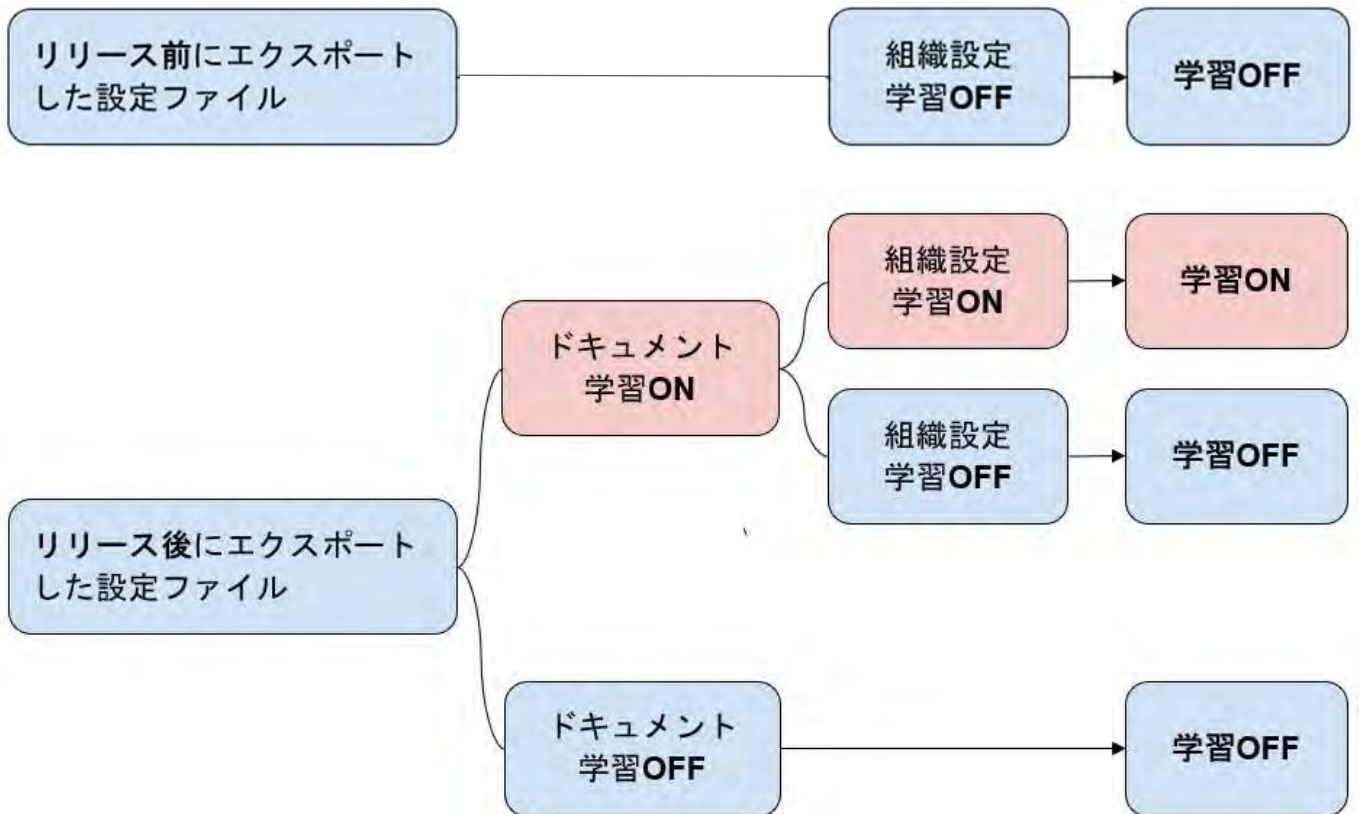 リリース前にエクスポート
した設定ファイル
組織設定
学習OFF
学習OFF
組織設定
学習ON
学習ON
ドキュメント
学習ON
組織設定
学習OFF
学習OFF
リリース後にエクスポート
した設定ファイル
ドキュメント
学習OFF
学習OFF